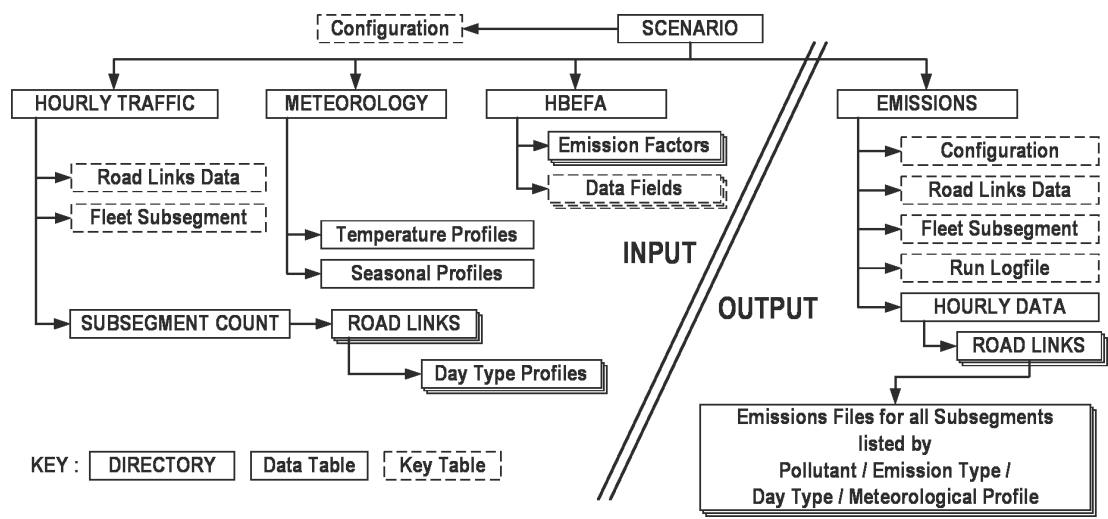 Configuration
SCENARIO
HOURLY TRAFFIC
METEOROLOGY
HBEFA
EMISSIONS
Road Links Data
Fleet Subsegment
Temperature Profiles
Seasonal Profiles
Emission Factors
Data Fields
SUBSEGMENT COUNT
ROAD LINKS
Day Type Profiles
INPUT
OUTPUT
Configuration
Road Links Data
Fleet Subsegment
Run Logfile
HOURLY DATA
ROAD LINKS
Emissions Files for all Subsegments
listed by
Pollutant / Emission Type /
Day Type / Meteorological Profile
KEY : DIRECTORY Data Table Key Table